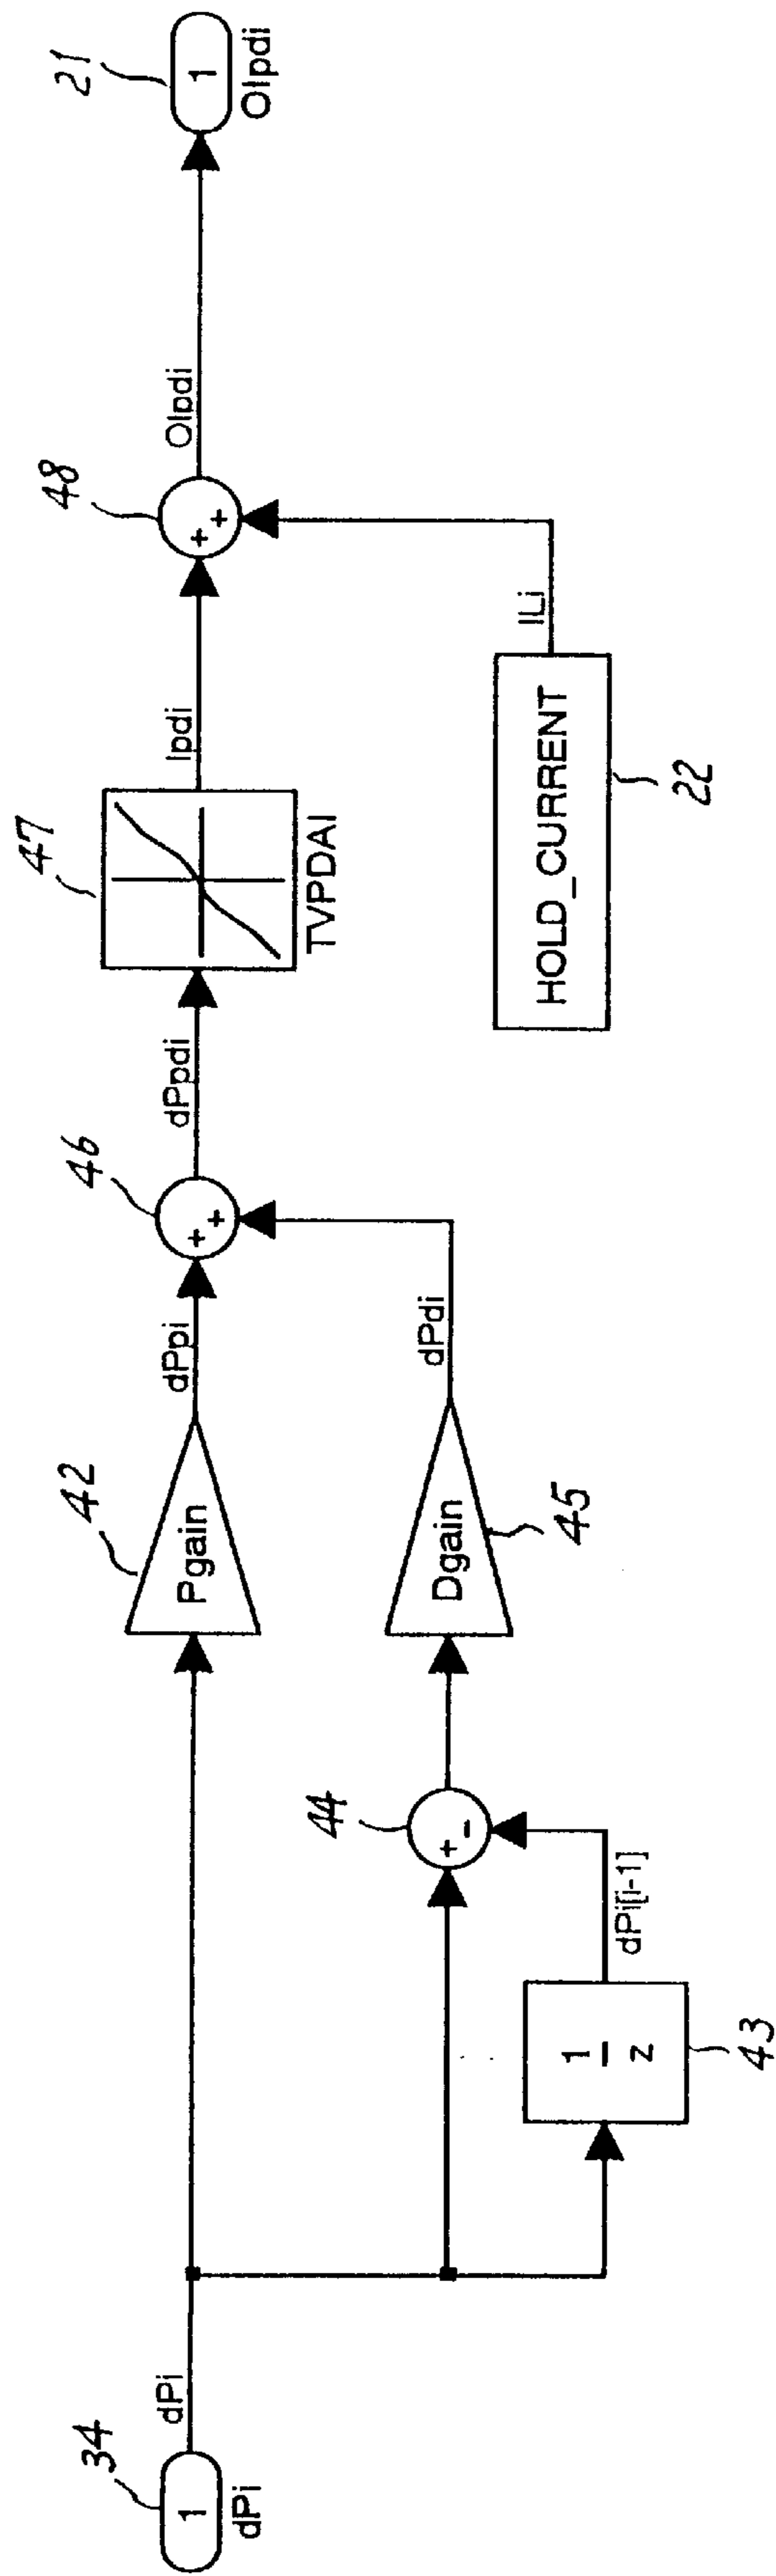 34
1
dPi
dPi
42
Pgain
dPpi
46
+
+
dPpdi
47
TVPDAI
Ipdi
48
+
+
OIpdi
21
1
OIpdi
43
1
z
dPi[i-1]
44
+
-
45
Dgain
dPdi
22
HOLD_CURRENT
ILi